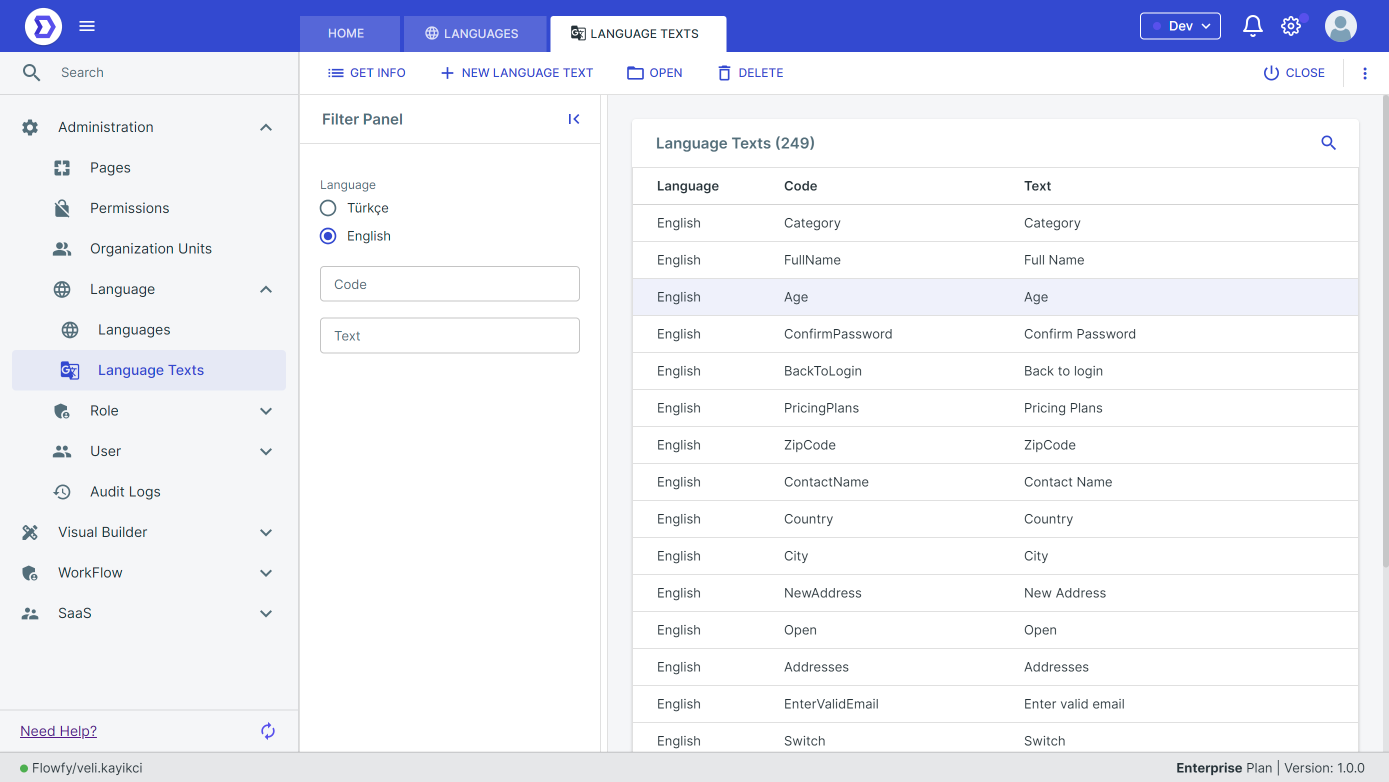 HOME
LANGUAGES
LANGUAGE TEXTS
Dev
Search
GET INFO
NEW LANGUAGE TEXT
OPEN
DELETE
CLOSE
Administration
Pages
Permissions
Organization Units
Language
Languages
Language Texts
Role
User
Audit Logs
Visual Builder
WorkFlow
SaaS
Need Help?
Filter Panel
Language
Türkçe
English
Code
Text
Language Texts (249)
Language Code Text
English Category Category
English FullName Full Name
English Age Age
English ConfirmPassword Confirm Password
English BackToLogin Back to login
English PricingPlans Pricing Plans
English ZipCode ZipCode
English ContactName Contact Name
English Country Country
English City City
English NewAddress New Address
English Open Open
English Addresses Addresses
English EnterValidEmail Enter valid email
English Switch Switch
Flowfy/veli.kayikci
Enterprise Plan | Version: 1.0.0